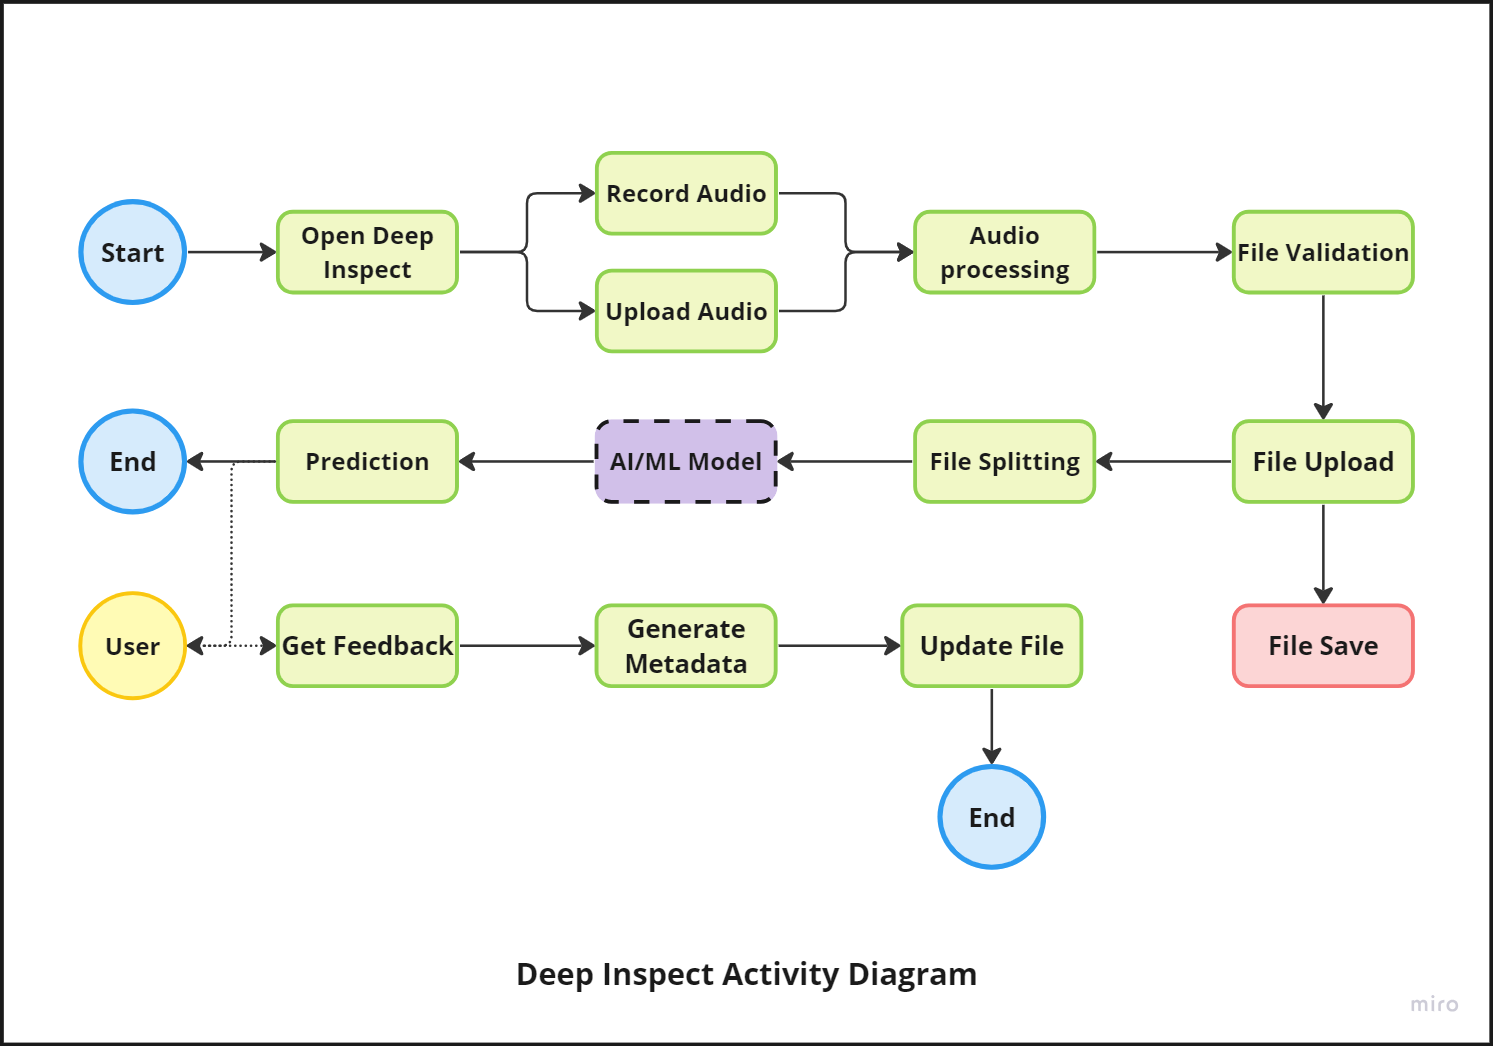 Start
Open Deep
Inspect
Record Audio
Upload Audio
Audio
processing
File Validation
End
Prediction
AI/ML Model
File Splitting
File Upload
User
Get Feedback
Generate
Metadata
Update File
File Save
End
Deep Inspect Activity Diagram
miro